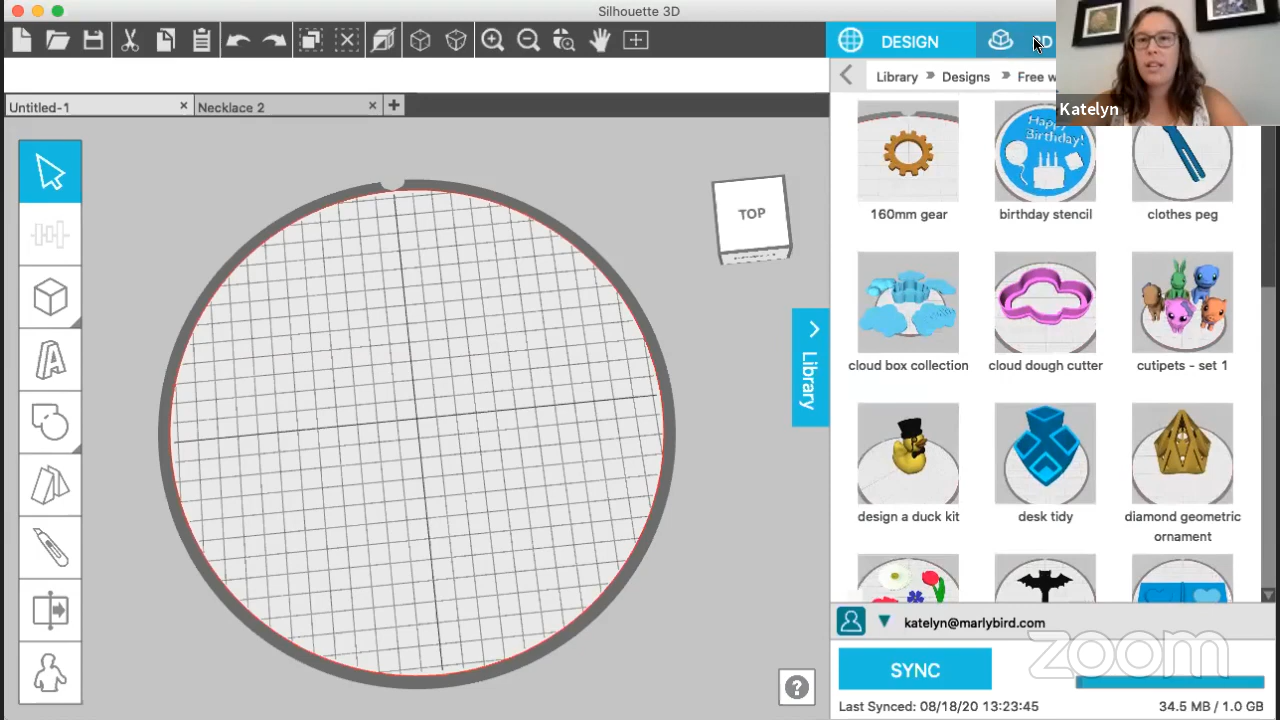 Silhouette 3D
DESIGN
3D
Library » Designs » Free w
Katelyn
Untitled-1
Necklace 2
TOP
Library
Happy
Birthday!
160mm gear
birthday stencil
clothes peg
cloud box collection
cloud dough cutter
cutipets - set 1
design a duck kit
desk tidy
diamond geometric
ornament
katelyn@marlybird.com
zoom
SYNC
Last Synced: 08/18/20 13:23:45
34.5 MB / 1.0 GB